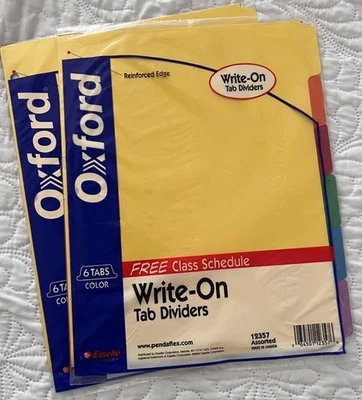 Oxford
6 TABS
COLOR
Oxford
6 TABS
COLOR
Reinforced Edge
Write-On
Tab Dividers
FREE Class Schedule
Write-On
Tab Dividers
Esselte
www.pendaflex.com
12357
Assorted
MADE IN CANADA